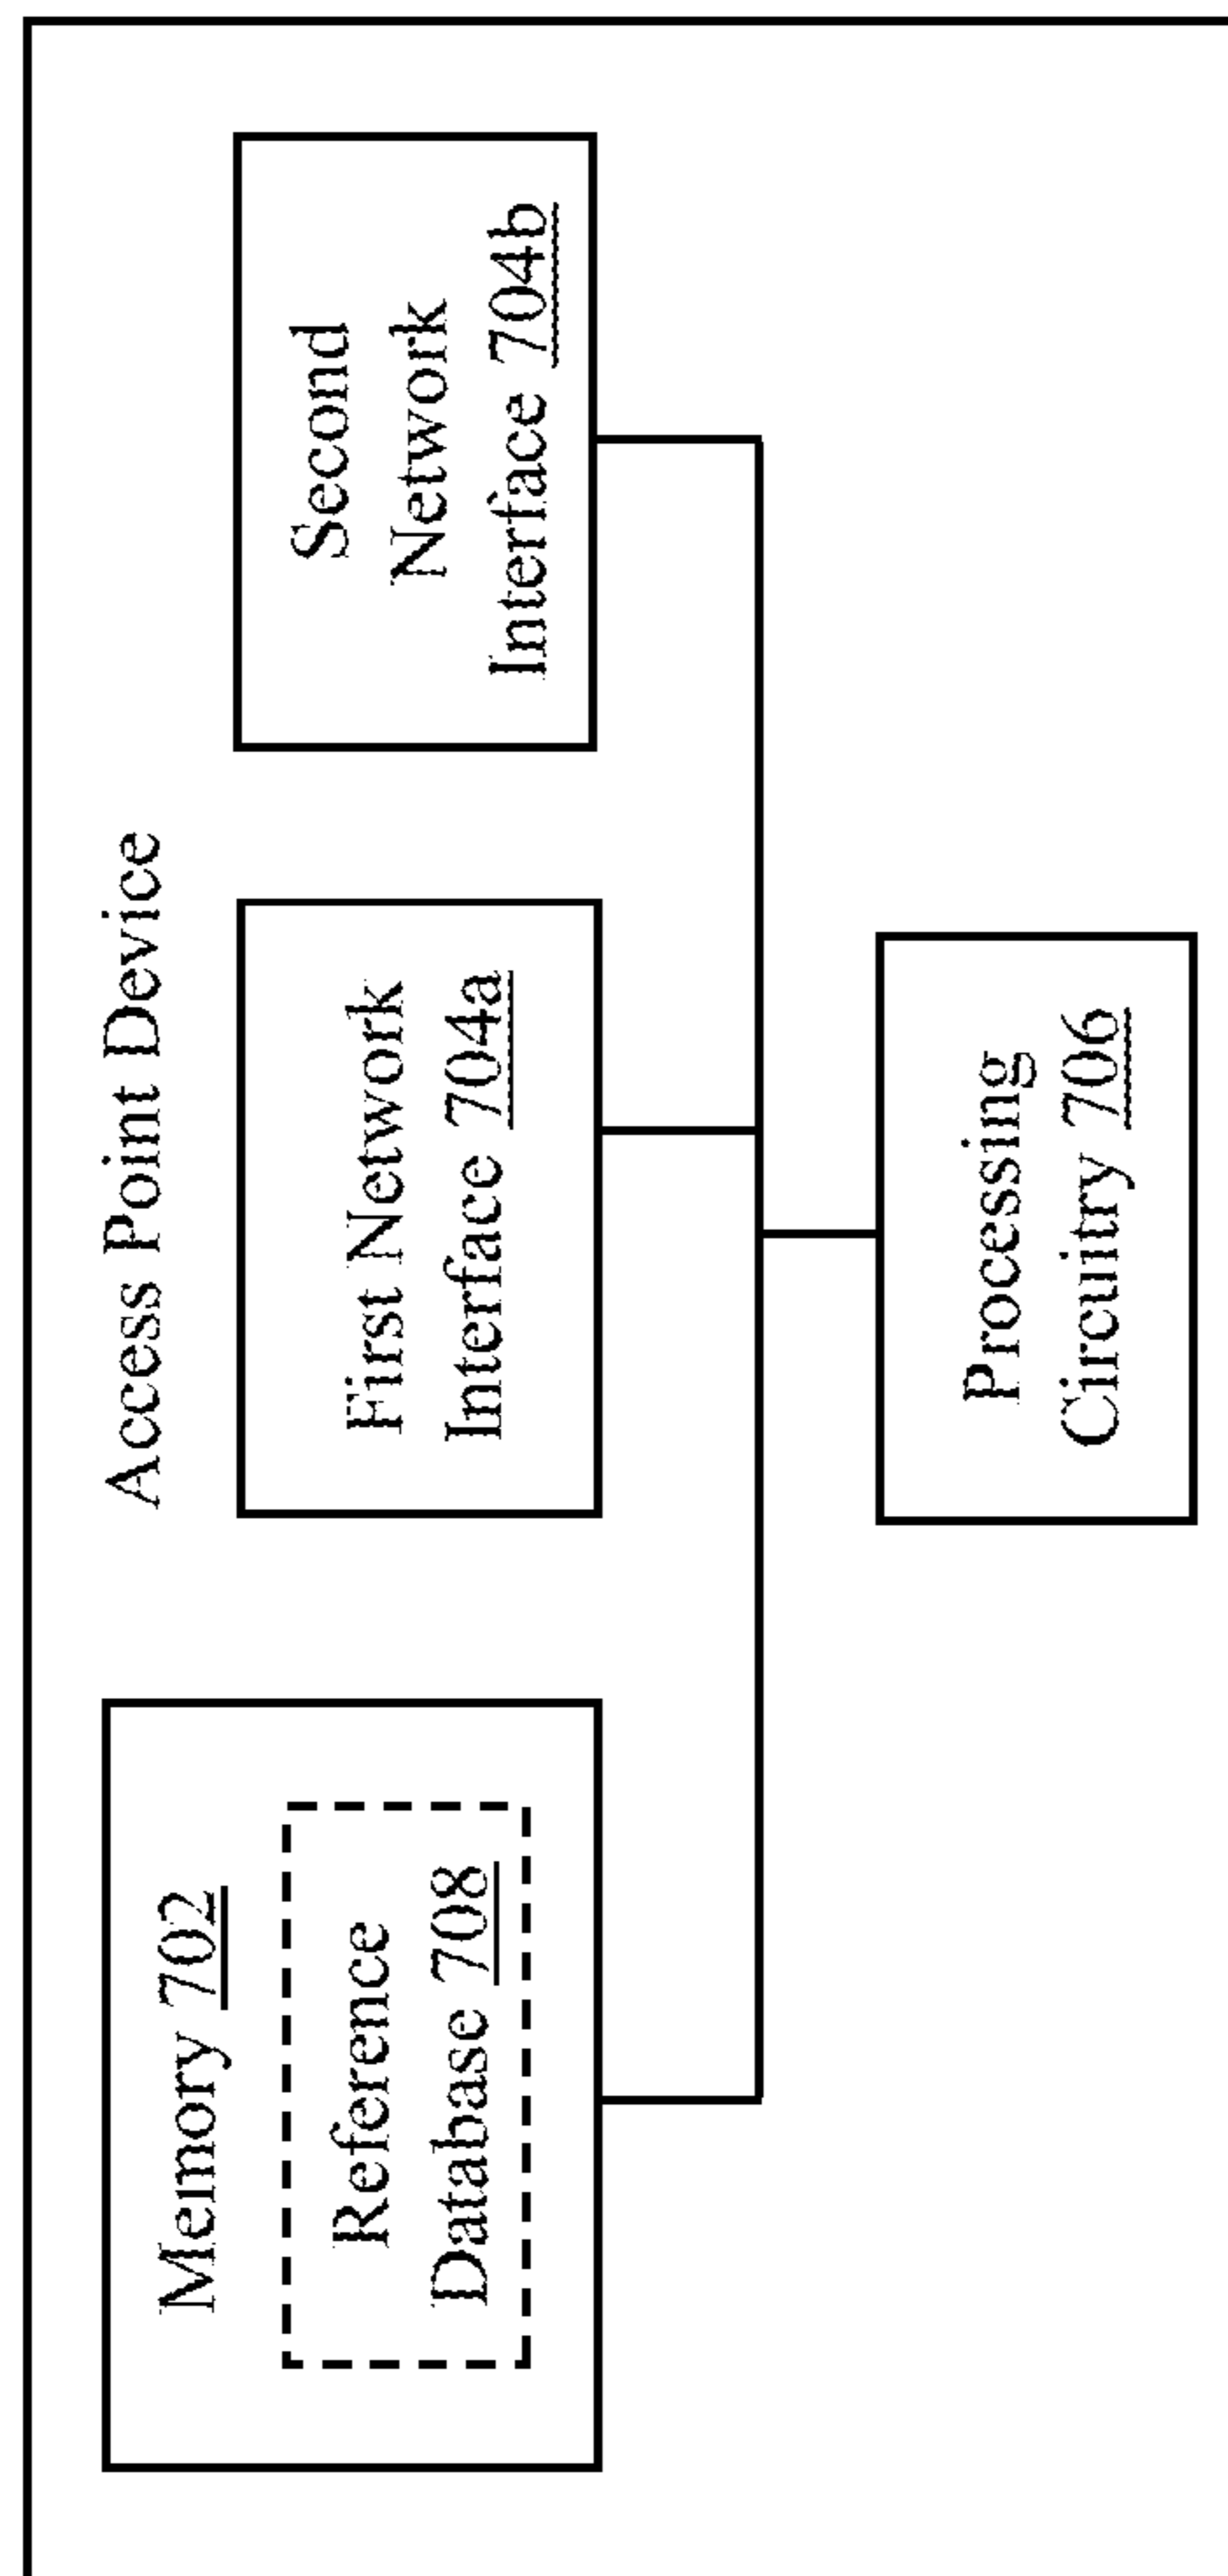 Access Point Device
Memory 702
Reference
Database 708
First Network
Interface 704a
Second
Network
Interface 704b
Processing
Circuitry 706